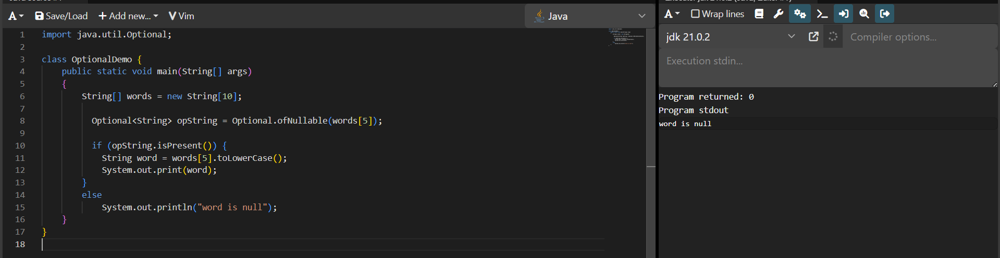 A Save/Load Add new... Vim Java
1 import java.util.Optional;
2
3 class OptionalDemo {
4 public static void main(String[] args)
5 {
6 String[] words = new String[10];
7
8 Optional<String> opString = Optional.ofNullable(words[5]);
9
10 if (opString.isPresent()) {
11 String word = words[5].toLowerCase();
12 System.out.print(word);
13 }
14 else
15 System.out.println("word is null");
16 }
17 }
18
A Wrap lines
jdk 21.0.2 Compiler options...
Execution stdin...
Program returned: 0
Program stdout
word is null